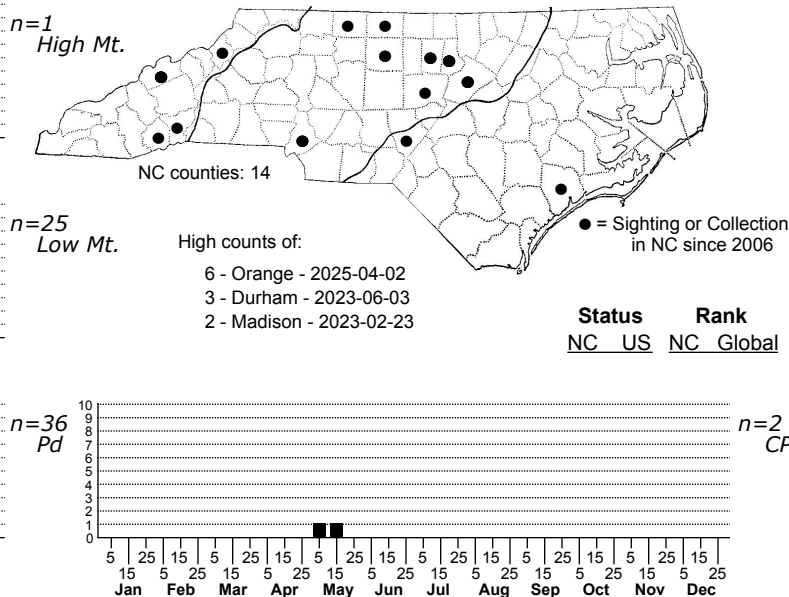 n=1
High Mt.
NC counties: 14
n=25
Low Mt.
High counts of:
6 - Orange - 2025-04-02
3 - Durham - 2023-06-03
2 - Madison - 2023-02-23
● = Sighting or Collection
in NC since 2006
Status Rank
NC US NC Global
n=36
Pd
n=2
CP
10
9
8
7
6
5
4
3
2
1
0
5 25 15 5 25 15 5 25 15 5 25 15 5 25 15 5 25 15
15 5 25 15 5 25 15 5 25 15 5 25 15 5 25 15 5 25
Jan Feb Mar Apr May Jun Jul Aug Sep Oct Nov Dec